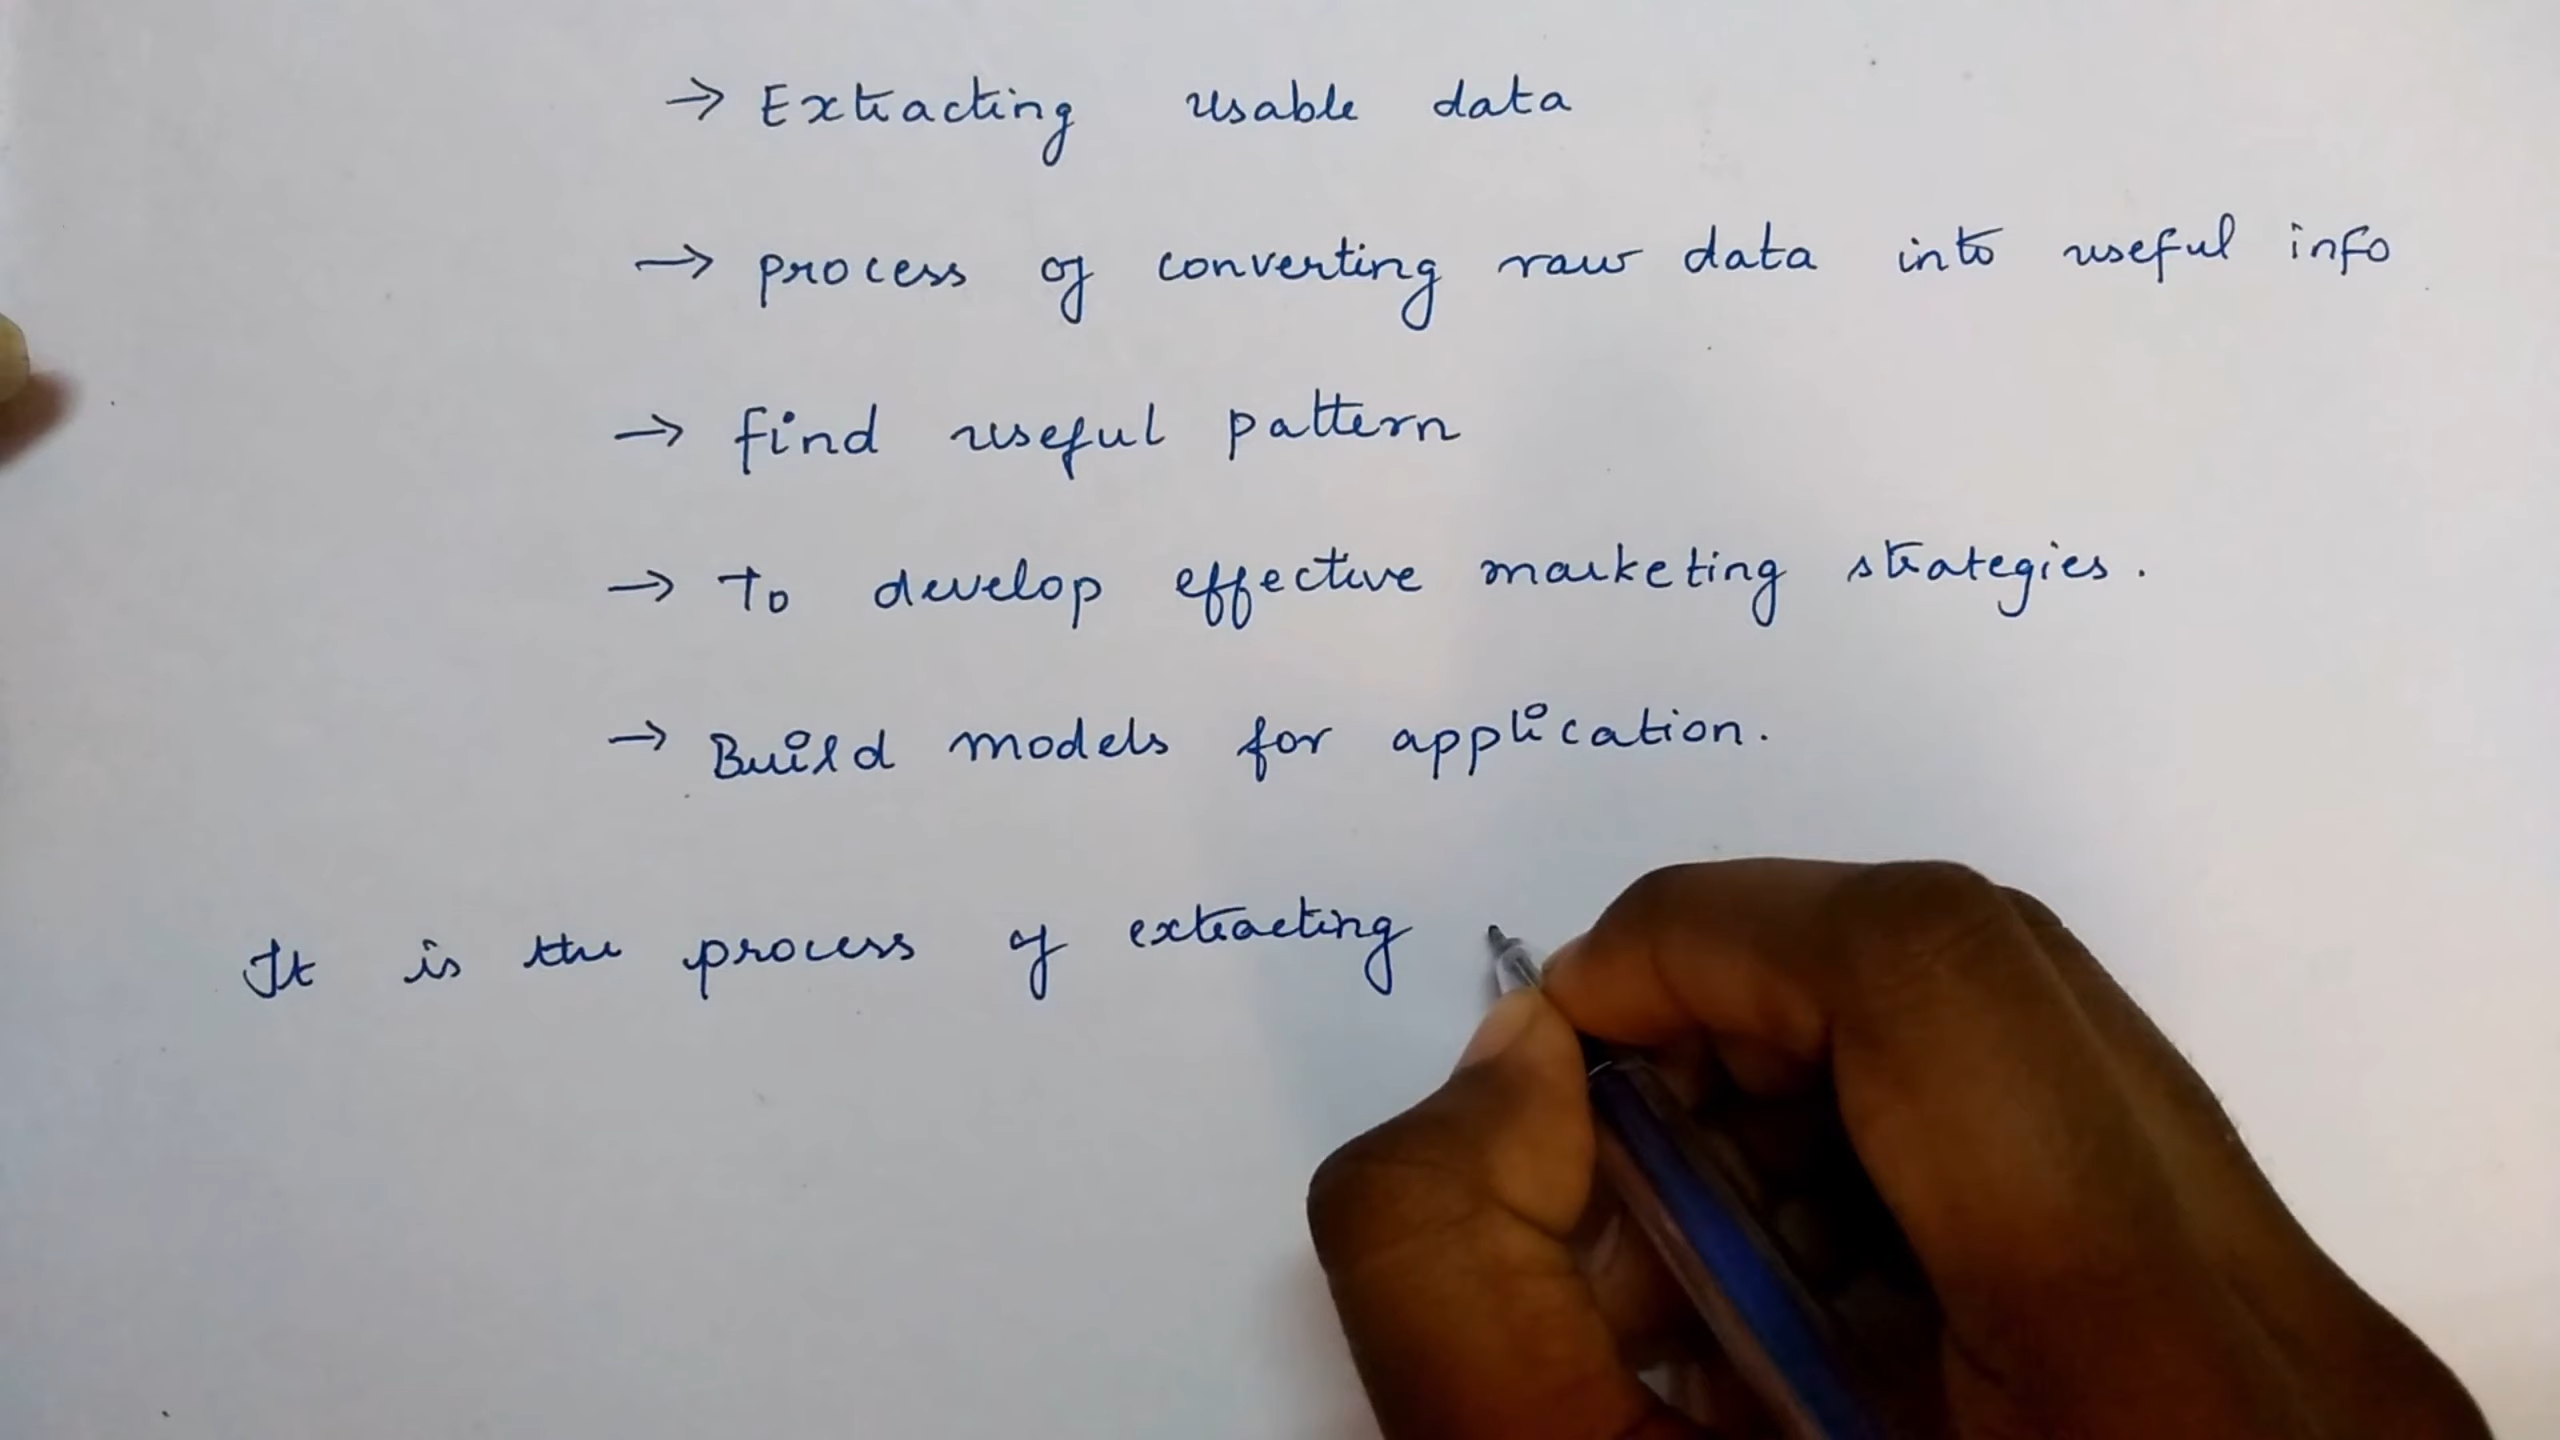 → Extracting usable data
→ process of converting raw data into useful info
→ find useful pattern
→ To develop effective marketing strategies.
→ Build models for application.
It is the process of extracting